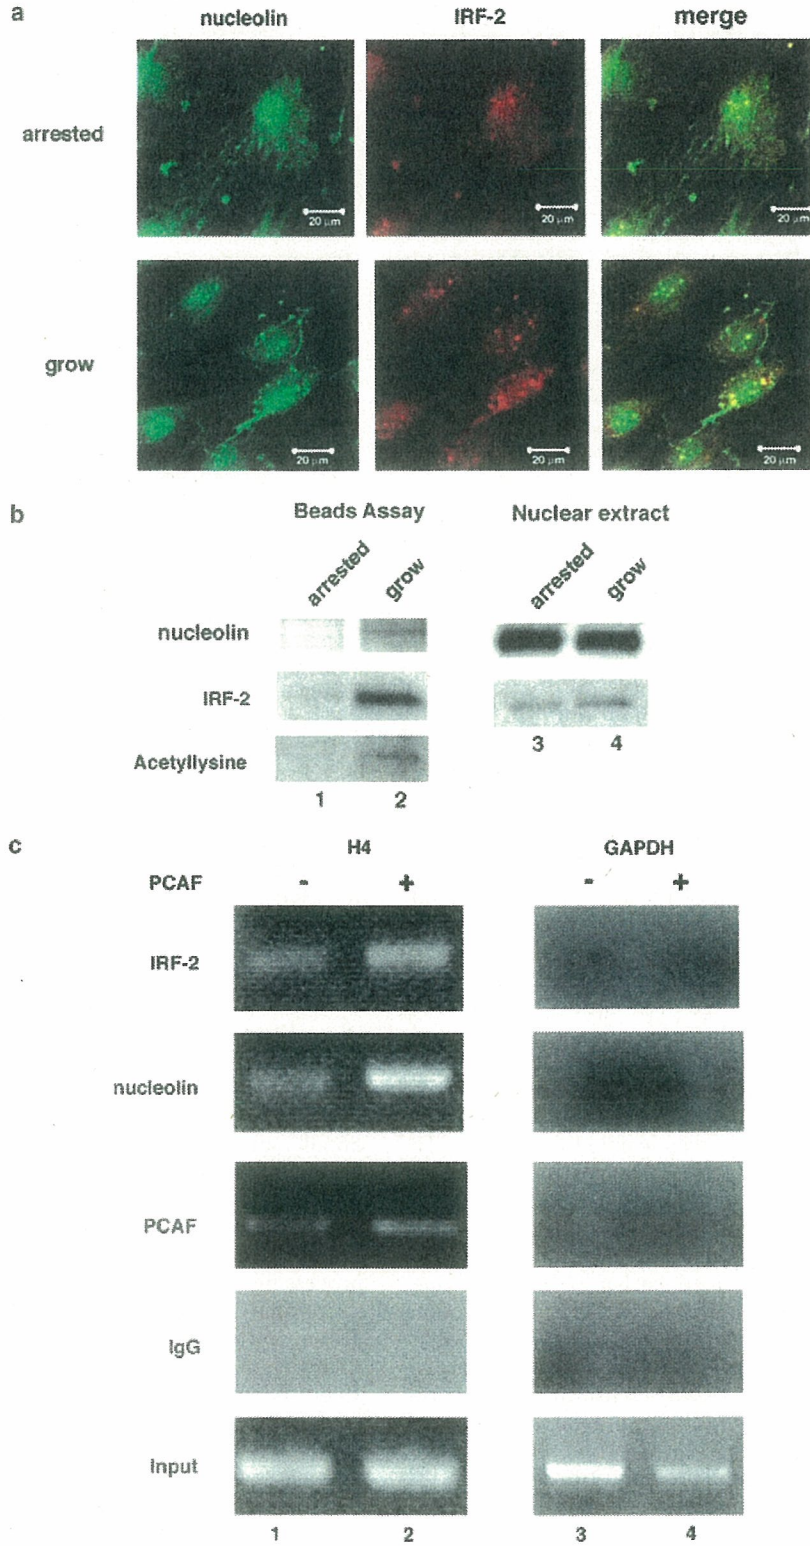 a
nucleolin IRF-2 merge
arrested
20 µm 20 µm 20 µm
grow
20 µm 20 µm 20 µm
b
Beads Assay Nuclear extract
arrested grow arrested grow
nucleolin
IRF-2
3 4
Acetyllysine
1 2
c
H4 GAPDH
PCAF - + - +
IRF-2
nucleolin
PCAF
IgG
Input
1 2 3 4